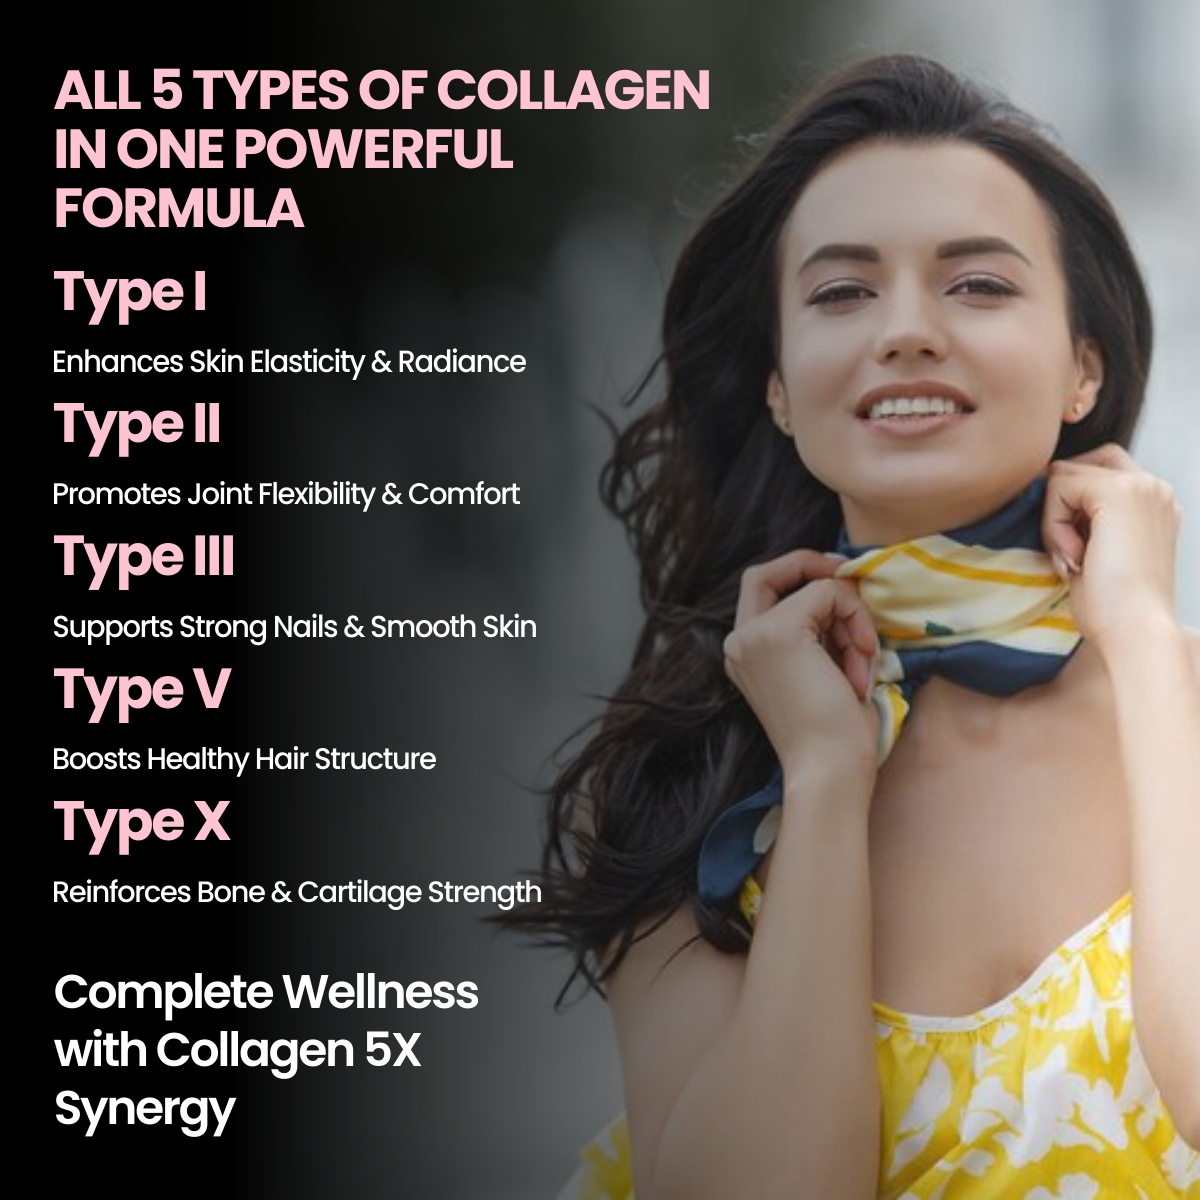 ALL 5 TYPES OF COLLAGEN
IN ONE POWERFUL
FORMULA
Type I
Enhances Skin Elasticity & Radiance
Type II
Promotes Joint Flexibility & Comfort
Type III
Supports Strong Nails & Smooth Skin
Type V
Boosts Healthy Hair Structure
Type X
Reinforces Bone & Cartilage Strength
Complete Wellness
with Collagen 5X
Synergy